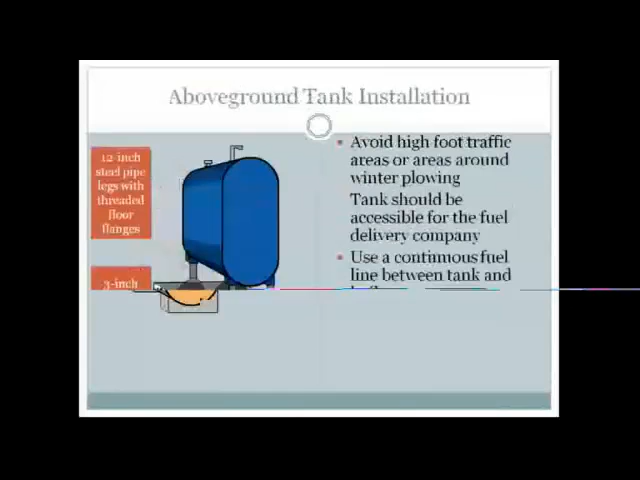 Aboveground Tank Installation
12-inch
steel pipe
legs with
threaded
floor
flanges
3-inch
Avoid high foot traffic
areas or areas around
winter plowing
Tank should be
accessible for the fuel
delivery company
Use a continuous fuel
line between tank and